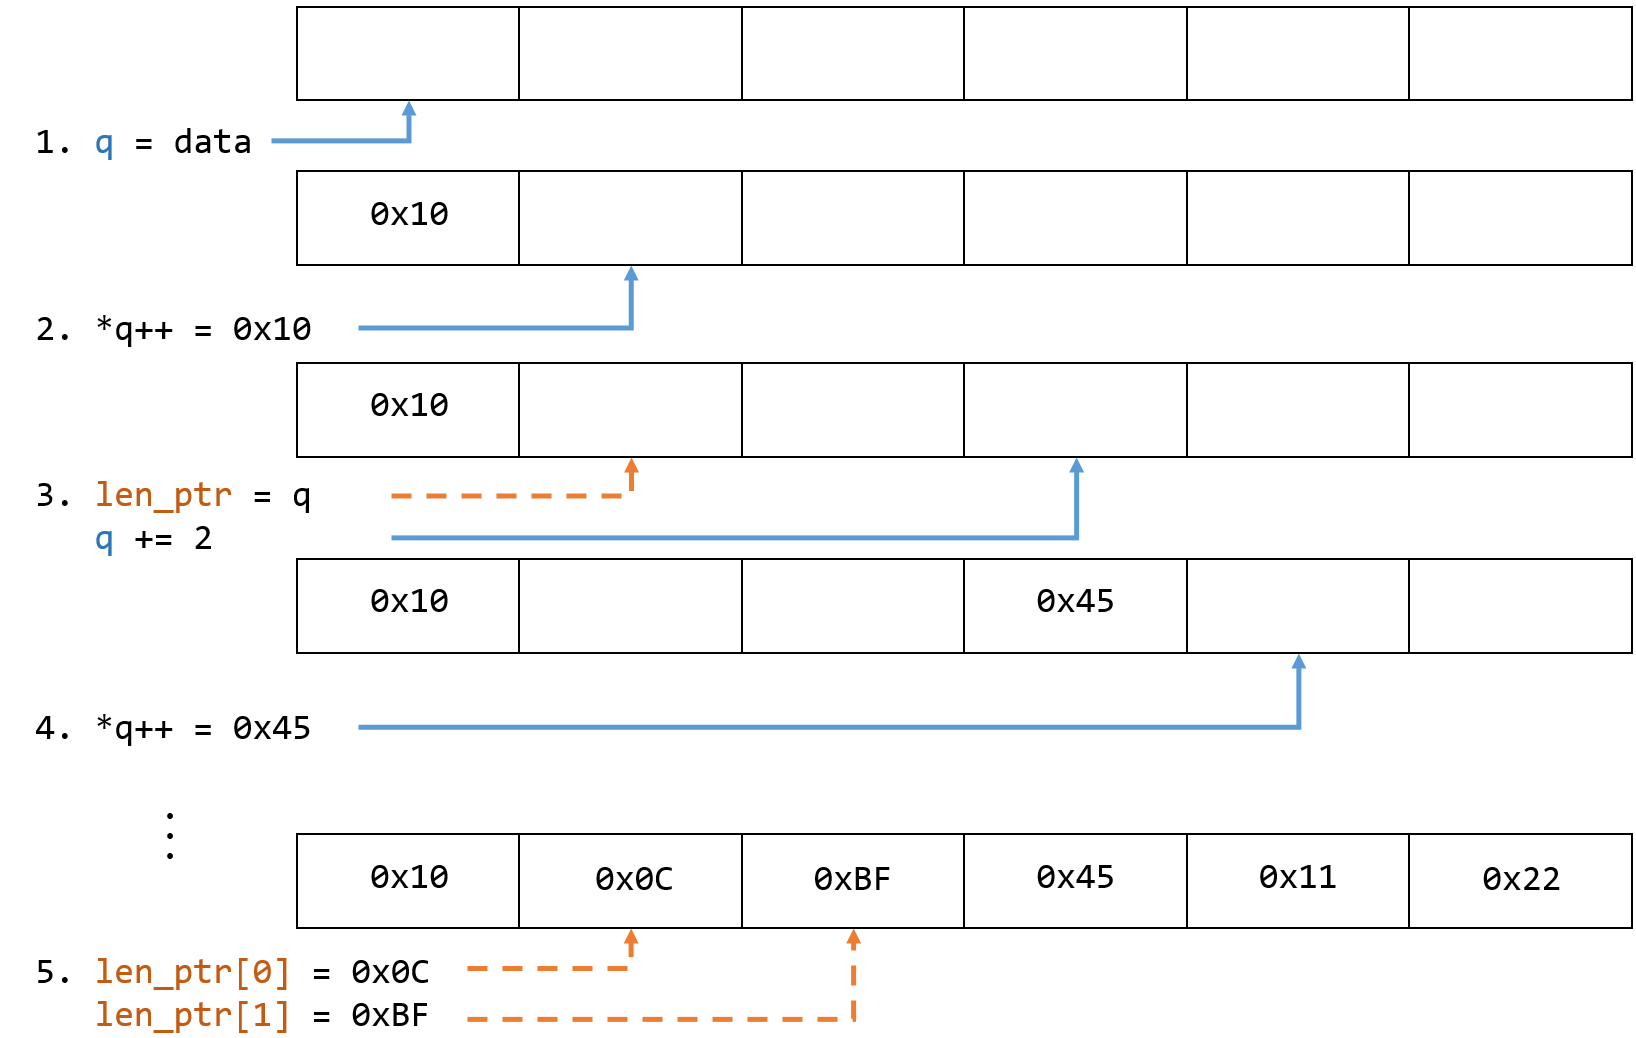 1. q = data
0x10
2. *q++ = 0x10
0x10
3. len_ptr = q
q += 2
0x10 0x45
4. *q++ = 0x45
⋮
0x10 0x0C 0xBF 0x45 0x11 0x22
5. len_ptr[0] = 0x0C
len_ptr[1] = 0xBF